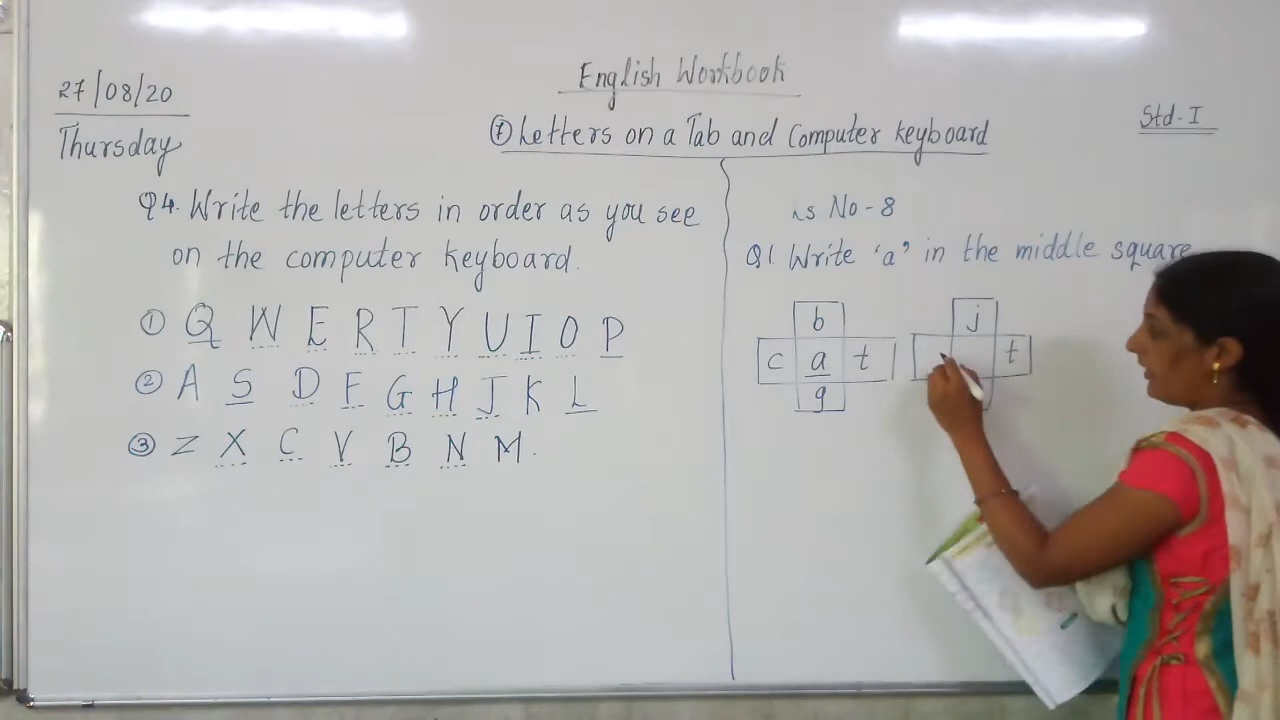 English Workbook
27/08/20
Thursday
Std-I
① Letters on a Tab and Computer keyboard
Q4. Write the letters in order as you see
on the computer keyboard.
① Q W E R T Y U I O P
② A S D F G H J K L
③ Z X C V B N M.
No-8
Q1 Write 'a' in the middle square
b
c a t
g
j
t